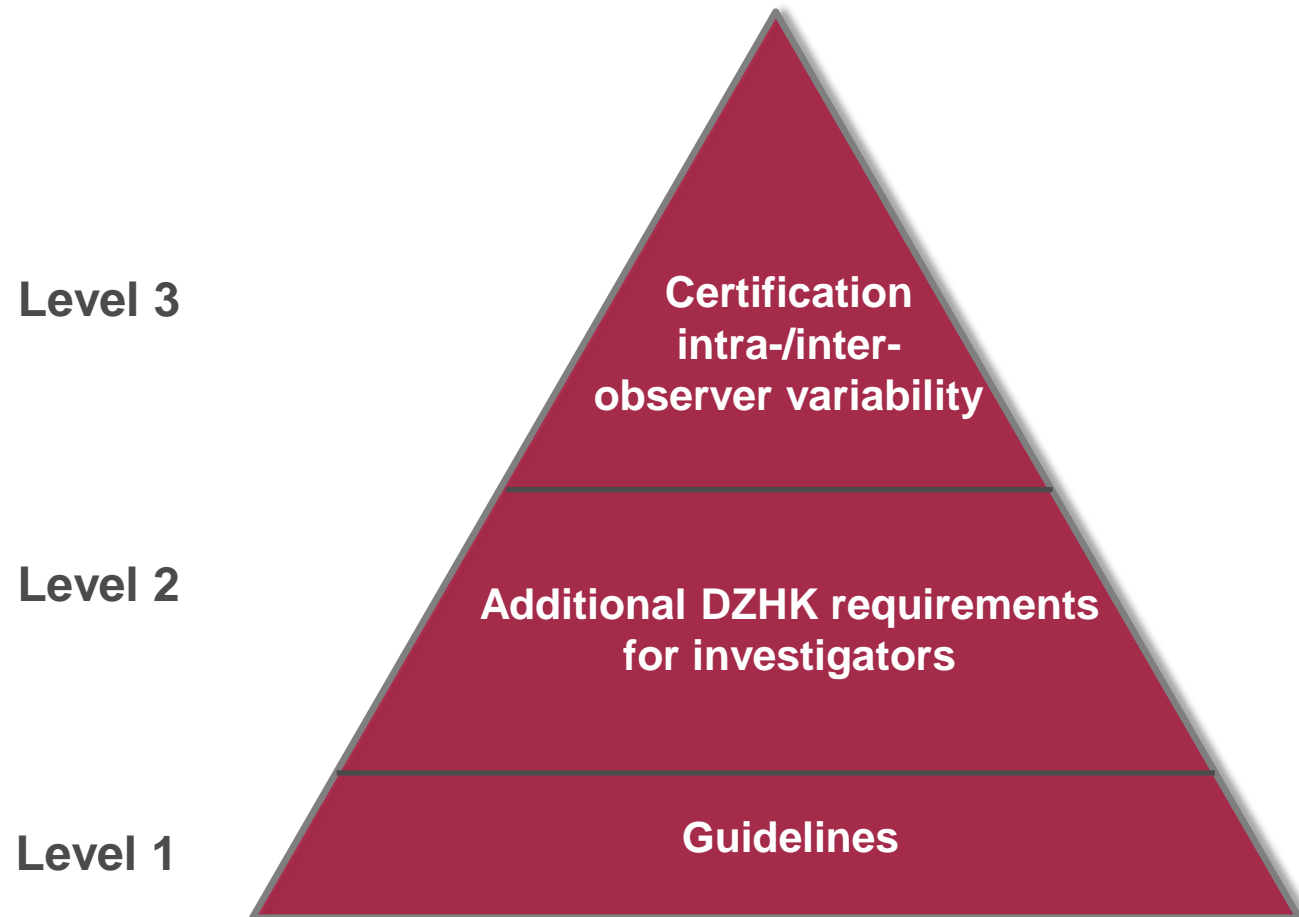 Level 3
Certification
intra-/inter-
observer variability
Level 2
Additional DZHK requirements
for investigators
Level 1
Guidelines